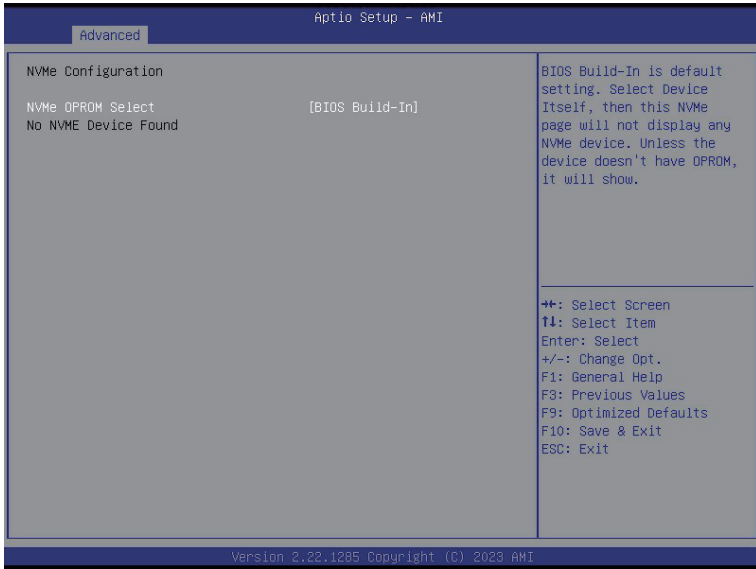 Aptio Setup - AMI
Advanced
NVMe Configuration
NVMe OPROM Select [BIOS Build-In]
No NVME Device Found
BIOS Build-In is default
setting. Select Device
Itself, then this NVMe
page will not display any
NVMe device. Unless the
device doesn't have OPROM,
it will show.
→←: Select Screen
↑↓: Select Item
Enter: Select
+/-: Change Opt.
F1: General Help
F3: Previous Values
F9: Optimized Defaults
F10: Save & Exit
ESC: Exit
Version 2.22.1285 Copyright (C) 2023 AMI